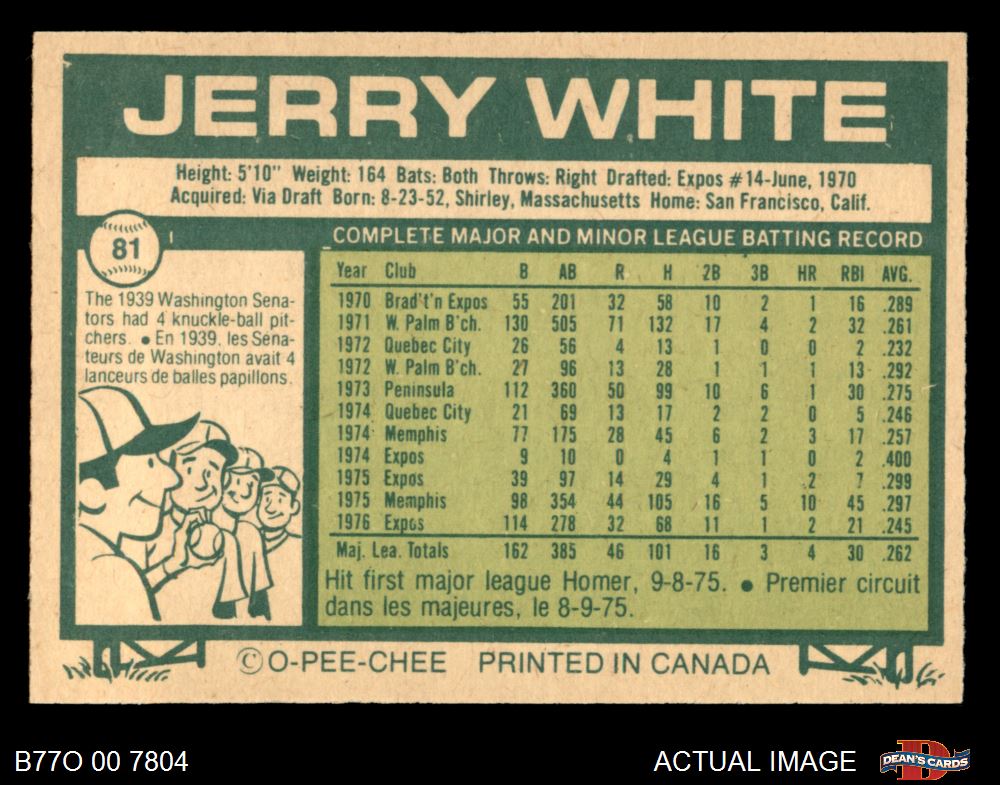 JERRY WHITE
Height: 5'10" Weight: 164 Bats: Both Throws: Right Drafted: Expos #14-June, 1970
Acquired: Via Draft Born: 8-23-52, Shirley, Massachusetts Home: San Francisco, Calif.
81
The 1939 Washington Sena-
tors had 4 knuckle-ball pit-
chers. ● En 1939, les Séna-
teurs de Washington avait 4
lanceurs de balles papillons.
COMPLETE MAJOR AND MINOR LEAGUE BATTING RECORD
Year Club B AB R H 2B 3B HR RBI AVG.
1970 Brad't'n Expos 55 201 32 58 10 2 1 16 .289
1971 W. Palm B'ch. 130 505 71 132 17 4 2 32 .261
1972 Quebec City 26 56 4 13 1 0 0 2 .232
1972 W. Palm B'ch. 27 96 13 28 1 1 1 13 .292
1973 Peninsula 112 360 50 99 10 6 1 30 .275
1974 Quebec City 21 69 13 17 2 2 0 5 .246
1974 Memphis 77 175 28 45 6 2 3 17 .257
1974 Expos 9 10 0 4 1 1 0 2 .400
1975 Expos 39 97 14 29 4 1 2 7 .299
1975 Memphis 98 354 44 105 16 5 10 45 .297
1976 Expos 114 278 32 68 11 1 2 21 .245
Maj. Lea. Totals 162 385 46 101 16 3 4 30 .262
Hit first major league Homer, 9-8-75. ● Premier circuit
dans les majeures, le 8-9-75.
© O-PEE-CHEE PRINTED IN CANADA
B77O 00 7804
ACTUAL IMAGE
DEAN'S CARDS